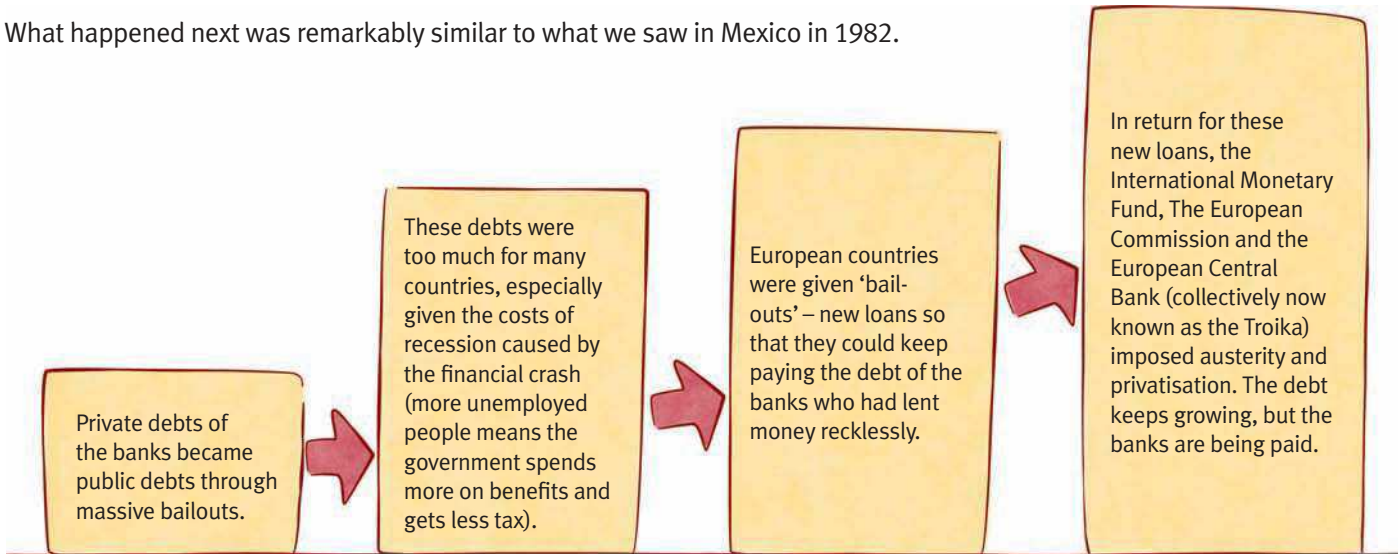 What happened next was remarkably similar to what we saw in Mexico in 1982.
Private debts of
the banks became
public debts through
massive bailouts.
These debts were
too much for many
countries, especially
given the costs of
recession caused by
the financial crash
(more unemployed
people means the
government spends
more on benefits and
gets less tax).
European countries
were given ‘bail-
outs’ – new loans so
that they could keep
paying the debt of the
banks who had lent
money recklessly.
In return for these
new loans, the
International Monetary
Fund, The European
Commission and the
European Central
Bank (collectively now
known as the Troika)
imposed austerity and
privatisation. The debt
keeps growing, but the
banks are being paid.